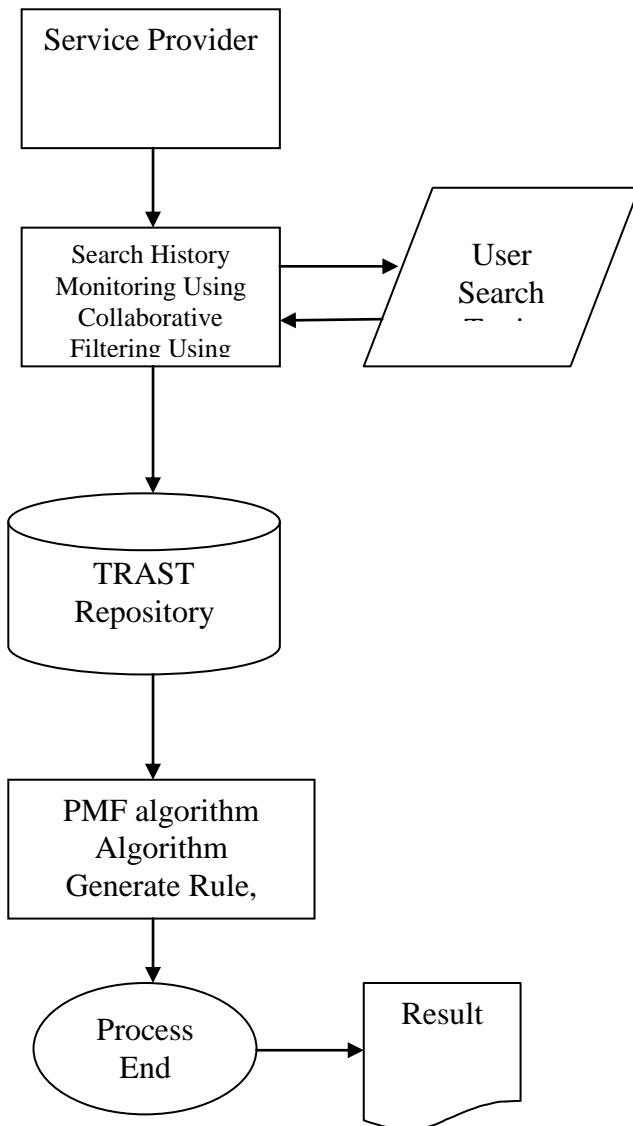 Service Provider
Search History
Monitoring Using
Collaborative
Filtering Using
User
Search
TRAST
Repository
PMF algorithm
Algorithm
Generate Rule,
Process
End
Result